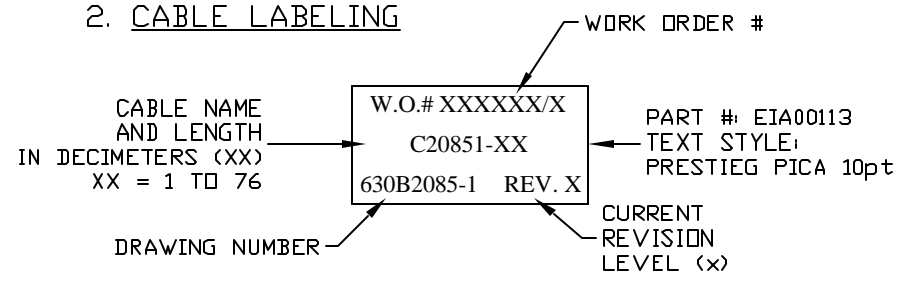 2. CABLE LABELING
WORK ORDER #
CABLE NAME
AND LENGTH
IN DECIMETERS (XX)
XX = 1 TO 76
W.O.# XXXXXX/X
C20851-XX
630B2085-1 REV. X
PART #: EIA00113
TEXT STYLE:
PRESTIEG PICA 10pt
DRAWING NUMBER
CURRENT
REVISION
LEVEL (x)